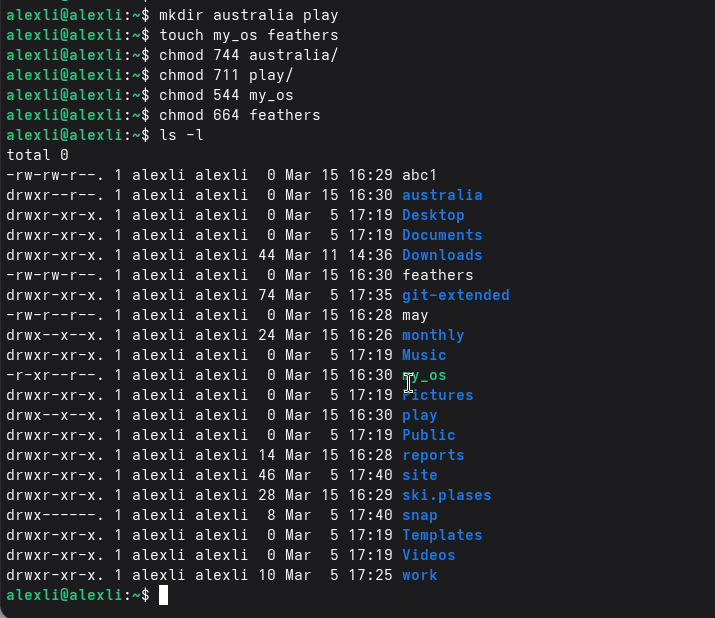 alexli@alexli:~$ mkdir australia play
alexli@alexli:~$ touch my_os feathers
alexli@alexli:~$ chmod 744 australia/
alexli@alexli:~$ chmod 711 play/
alexli@alexli:~$ chmod 544 my_os
alexli@alexli:~$ chmod 664 feathers
alexli@alexli:~$ ls -l
total 0
-rw-rw-r--. 1 alexli alexli  0 Mar 15 16:29 abc1
drwxr--r--. 1 alexli alexli  0 Mar 15 16:30 australia
drwxr-xr-x. 1 alexli alexli  0 Mar  5 17:19 Desktop
drwxr-xr-x. 1 alexli alexli  0 Mar  5 17:19 Documents
drwxr-xr-x. 1 alexli alexli 44 Mar 11 14:36 Downloads
-rw-rw-r--. 1 alexli alexli  0 Mar 15 16:30 feathers
drwxr-xr-x. 1 alexli alexli 74 Mar  5 17:35 git-extended
-rw-r--r--. 1 alexli alexli  0 Mar 15 16:28 may
drwx--x--x. 1 alexli alexli 24 Mar 15 16:26 monthly
drwxr-xr-x. 1 alexli alexli  0 Mar  5 17:19 Music
-r-xr--r--. 1 alexli alexli  0 Mar 15 16:30 my_os
drwxr-xr-x. 1 alexli alexli  0 Mar  5 17:19 Pictures
drwx--x--x. 1 alexli alexli  0 Mar 15 16:30 play
drwxr-xr-x. 1 alexli alexli  0 Mar  5 17:19 Public
drwxr-xr-x. 1 alexli alexli 14 Mar 15 16:28 reports
drwxr-xr-x. 1 alexli alexli 46 Mar  5 17:40 site
drwxr-xr-x. 1 alexli alexli 28 Mar 15 16:29 ski.plases
drwx------. 1 alexli alexli  8 Mar  5 17:40 snap
drwxr-xr-x. 1 alexli alexli  0 Mar  5 17:19 Templates
drwxr-xr-x. 1 alexli alexli  0 Mar  5 17:19 Videos
drwxr-xr-x. 1 alexli alexli 10 Mar  5 17:25 work
alexli@alexli:~$